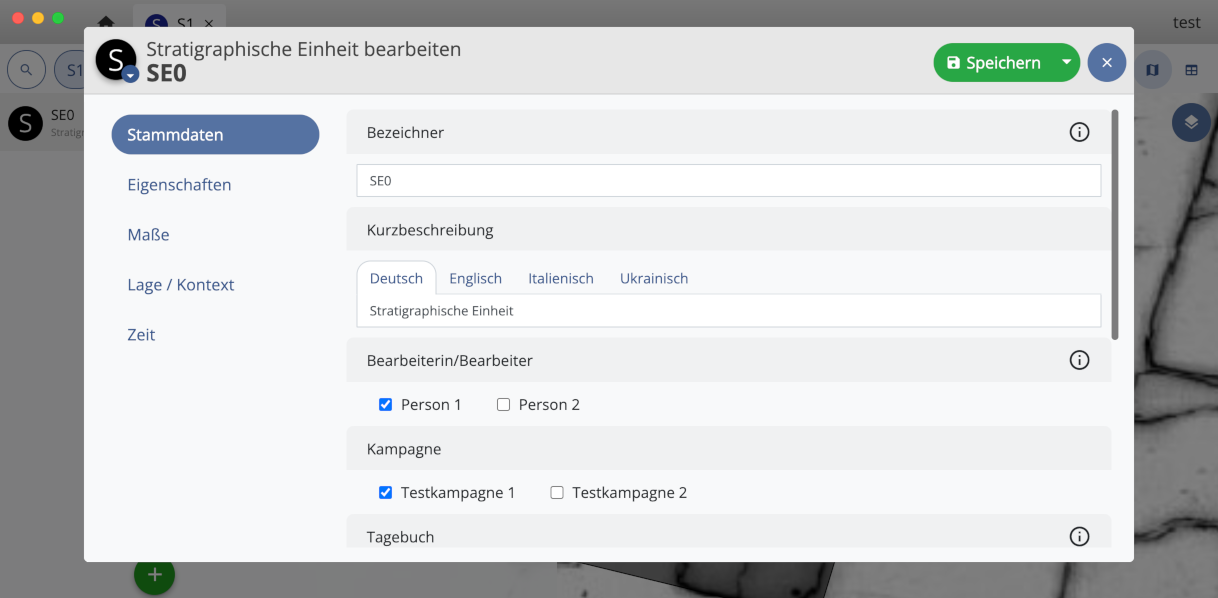 S1 ×
test
S1
SE0
Stratigr
S
S
Stratigraphische Einheit bearbeiten
SE0
Speichern
Stammdaten
Eigenschaften
Maße
Lage / Kontext
Zeit
Bezeichner
SE0
Kurzbeschreibung
Deutsch Englisch Italienisch Ukrainisch
Stratigraphische Einheit
Bearbeiterin/Bearbeiter
Person 1 Person 2
Kampagne
Testkampagne 1 Testkampagne 2
Tagebuch